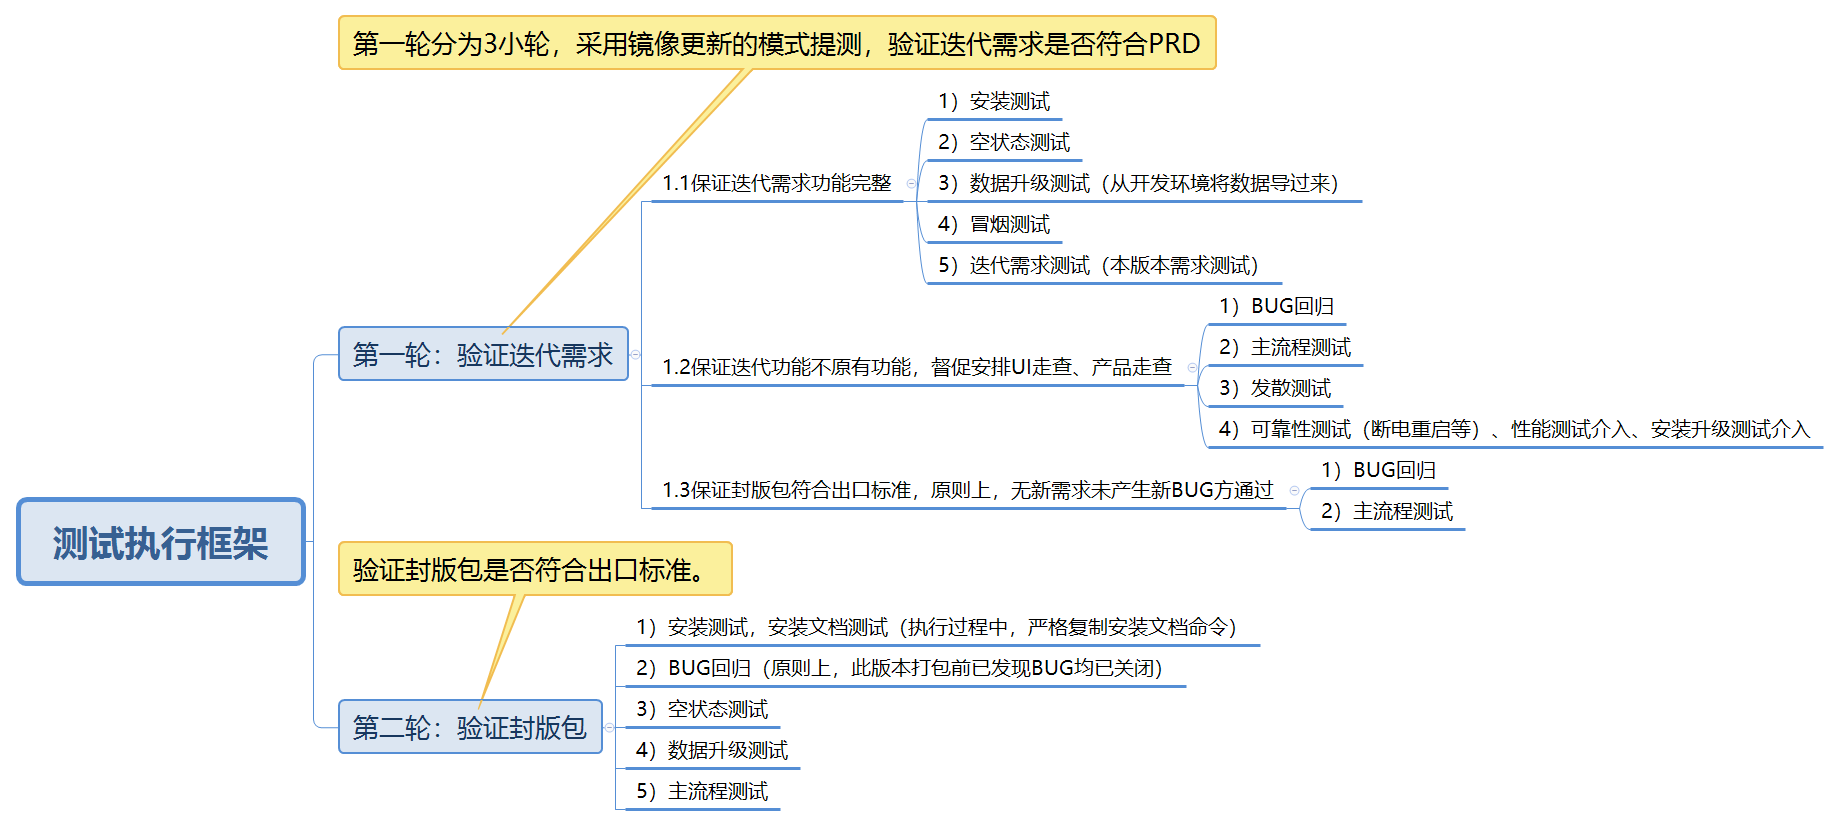 第一轮分为3小轮，采用镜像更新的模式提测，验证迭代需求是否符合PRD
1）安装测试
2）空状态测试
1.1保证迭代需求功能完整
3）数据升级测试（从开发环境将数据导过来）
4）冒烟测试
5）迭代需求测试（本版本需求测试）
第一轮：验证迭代需求
1）BUG回归
2）主流程测试
1.2保证迭代功能不原有功能，督促安排UI走查、产品走查
3）发散测试
4）可靠性测试（断电重启等）、性能测试介入、安装升级测试介入
1.3保证封版包符合出口标准，原则上，无新需求未产生新BUG方通过
1）BUG回归
2）主流程测试
测试执行框架
验证封版包是否符合出口标准。
第二轮：验证封版包
1）安装测试，安装文档测试（执行过程中，严格复制安装文档命令）
2）BUG回归（原则上，此版本打包前已发现BUG均已关闭）
3）空状态测试
4）数据升级测试
5）主流程测试